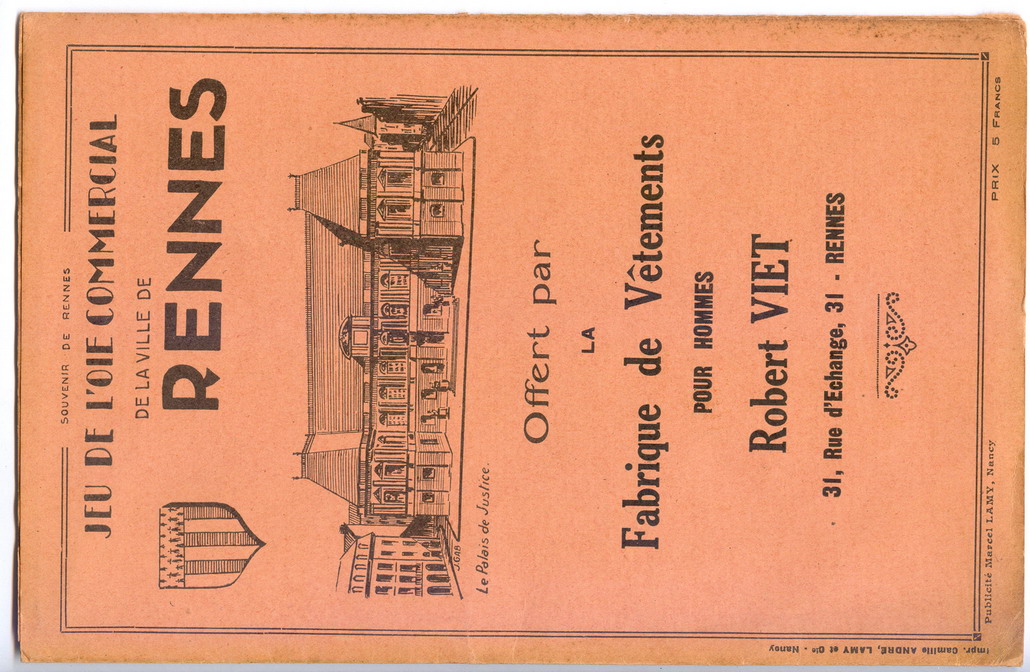 SOUVENIR DE RENNES
JEU DE L'OIE COMMERCIAL
DE LA VILLE DE
RENNES
J.GAB
Le Palais de Justice.
Offert par
LA
Fabrique de Vêtements
POUR HOMMES
Robert VIET
31, Rue d'Echange, 31 - RENNES
Publicité Marcel LAMY, Nancy
PRIX 5 FRANCS
Impr. Camille ANDRÉ, LAMY et Cie - Nancy